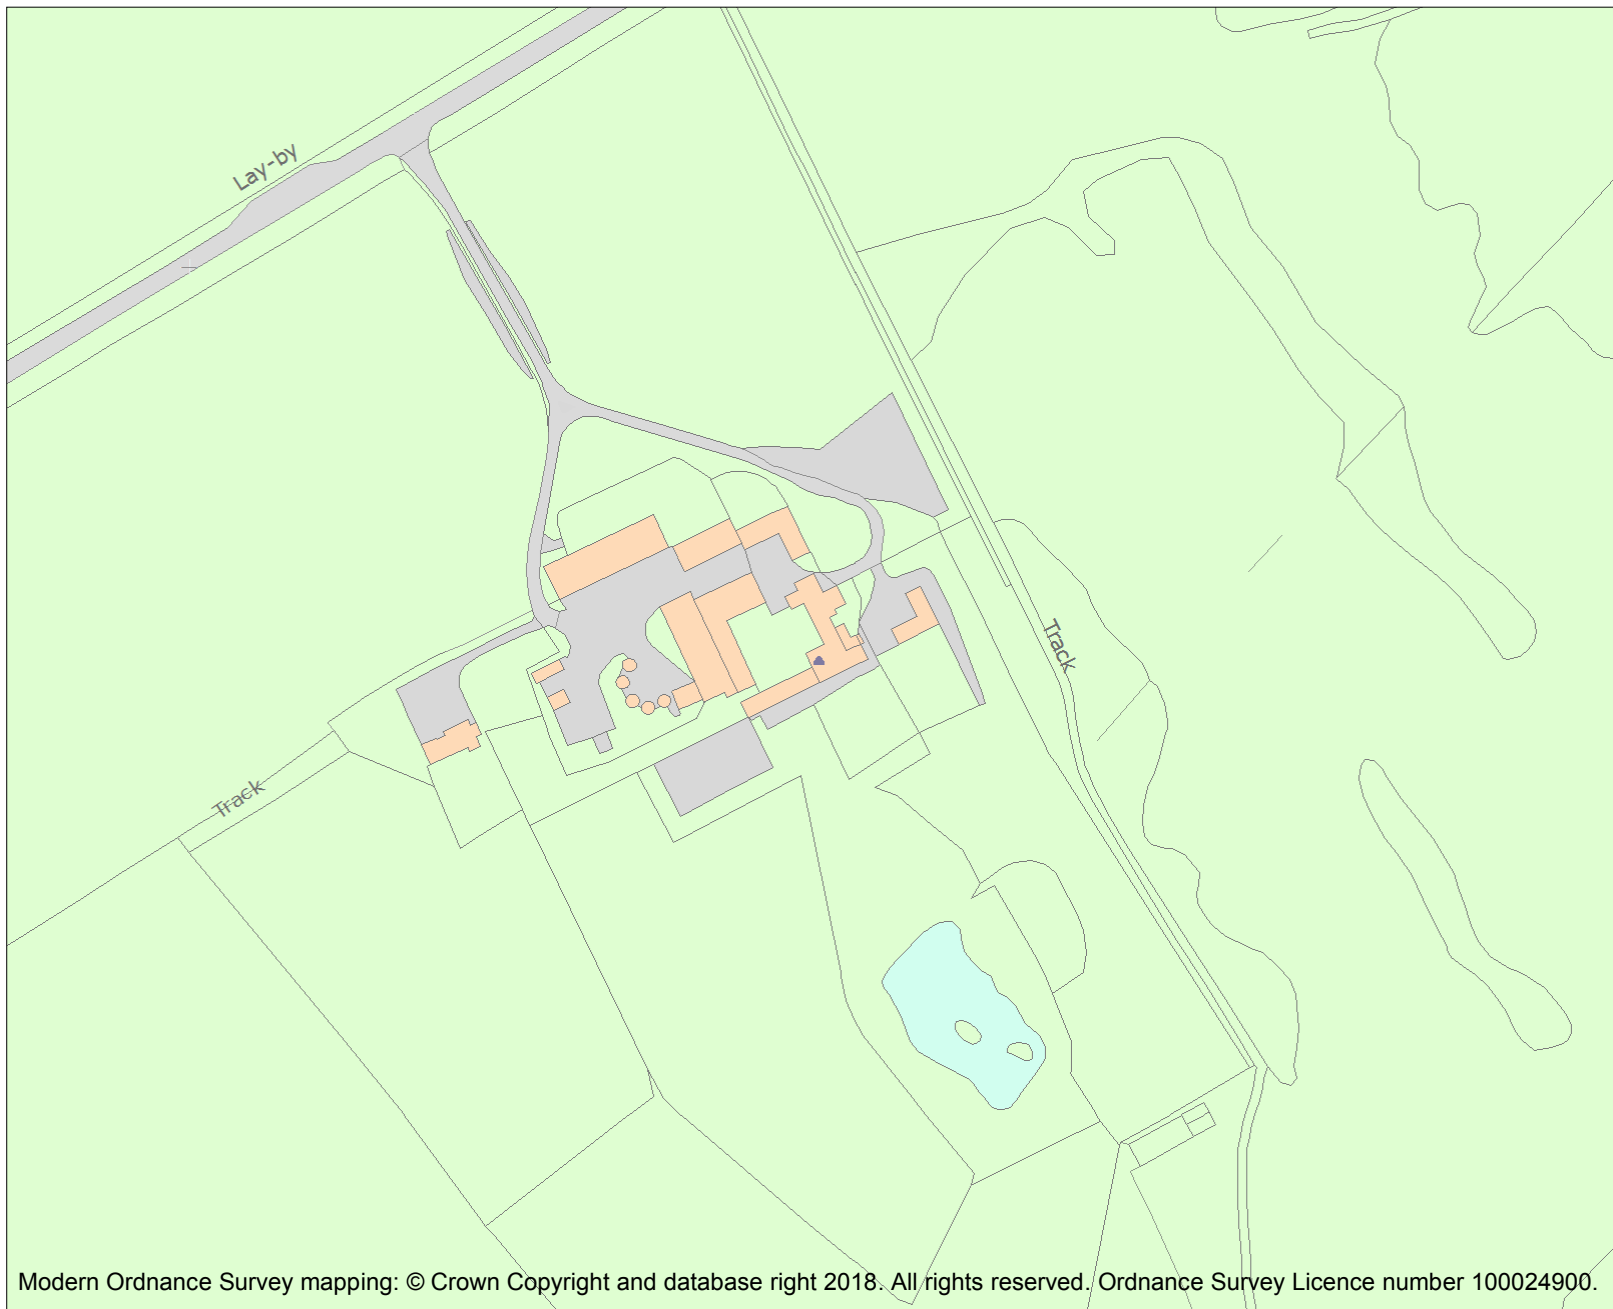 Lay-by
Track
Track
Modern Ordnance Survey mapping: © Crown Copyright and database right 2018. All rights reserved. Ordnance Survey Licence number 100024900.